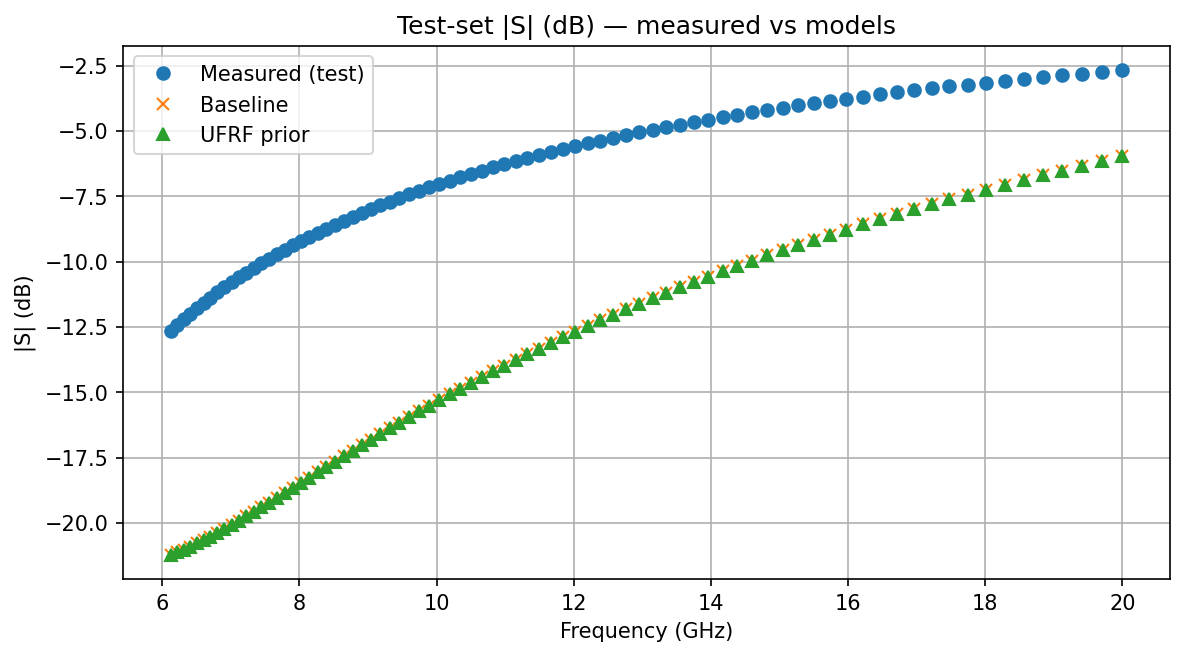 Test-set |S| (dB) — measured vs models
Measured (test)
Baseline
UFRF prior
−2.5
−5.0
−7.5
−10.0
−12.5
−15.0
−17.5
−20.0
|S| (dB)
6 8 10 12 14 16 18 20
Frequency (GHz)